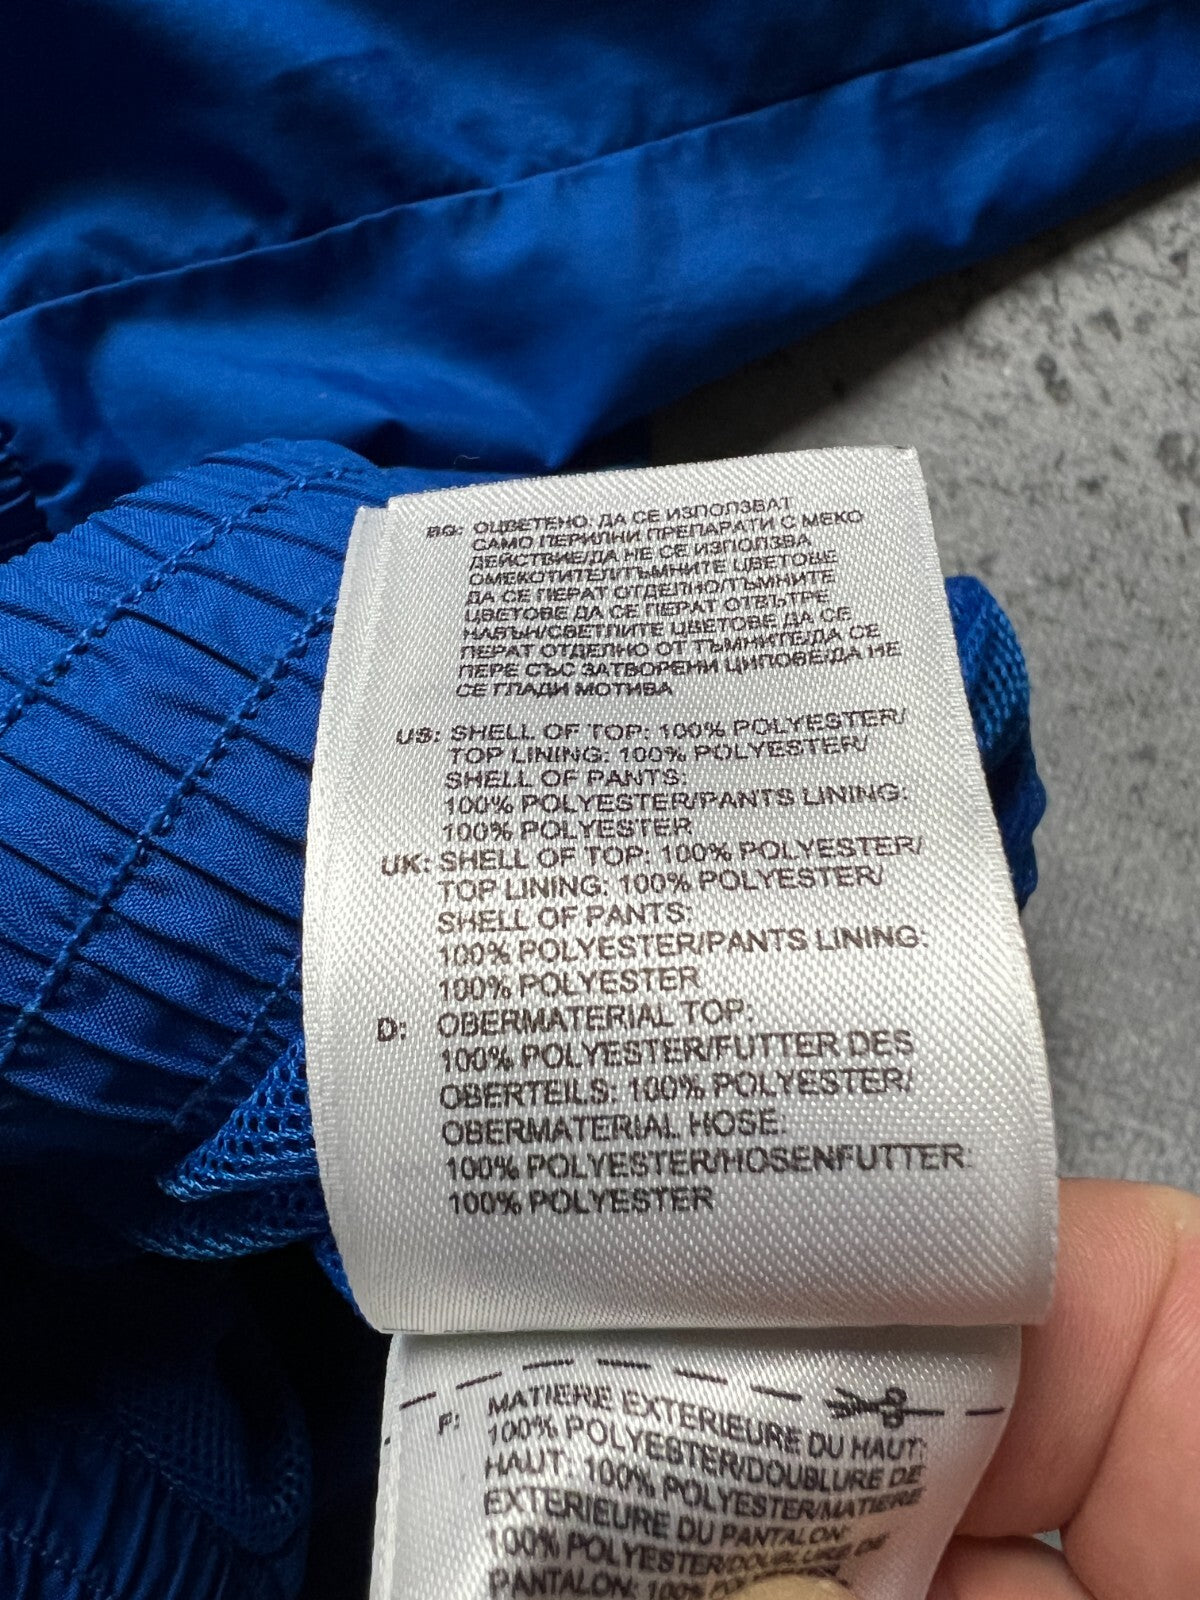 BG: ОЦВЕТЕНО: ДА СЕ ИЗПОЛЗВАТ
САМО ПЕРИЛНИ ПРЕПАРАТИ С МЕКО
ДЕЙСТВИЕ/ДА НЕ СЕ ИЗПОЛЗВА
ОМЕКОТИТЕЛ/ТЪМНИТЕ ЦВЕТОВЕ
ДА СЕ ПЕРАТ ОТДЕЛНО/ТЪМНИТЕ
ЦВЕТОВЕ ДА СЕ ПЕРАТ ОТВЪТРЕ
НАВЪН/СВЕТЛИТЕ ЦВЕТОВЕ ДА СЕ
ПЕРАТ ОТДЕЛНО ОТ ТЪМНИТЕ/ДА СЕ
ПЕРЕ СЪС ЗАТВОРЕНИ ЦИПОВЕ/ДА НЕ
СЕ ГЛАДИ МОТИВА
US: SHELL OF TOP: 100% POLYESTER/
TOP LINING: 100% POLYESTER/
SHELL OF PANTS:
100% POLYESTER/PANTS LINING:
100% POLYESTER
UK: SHELL OF TOP: 100% POLYESTER/
TOP LINING: 100% POLYESTER/
SHELL OF PANTS:
100% POLYESTER/PANTS LINING:
100% POLYESTER
D: OBERMATERIAL TOP:
100% POLYESTER/FUTTER DES
OBERTEILS: 100% POLYESTER/
OBERMATERIAL HOSE:
100% POLYESTER/HOSENFUTTER:
100% POLYESTER
F: MATIERE EXTERIEURE DU HAUT:
100% POLYESTER/DOUBLURE DE
HAUT: 100% POLYESTER/MATIERE
EXTERIEURE DU PANTALON:
100% POLYESTER/DOUBLURE DE
PANTALON: 100%